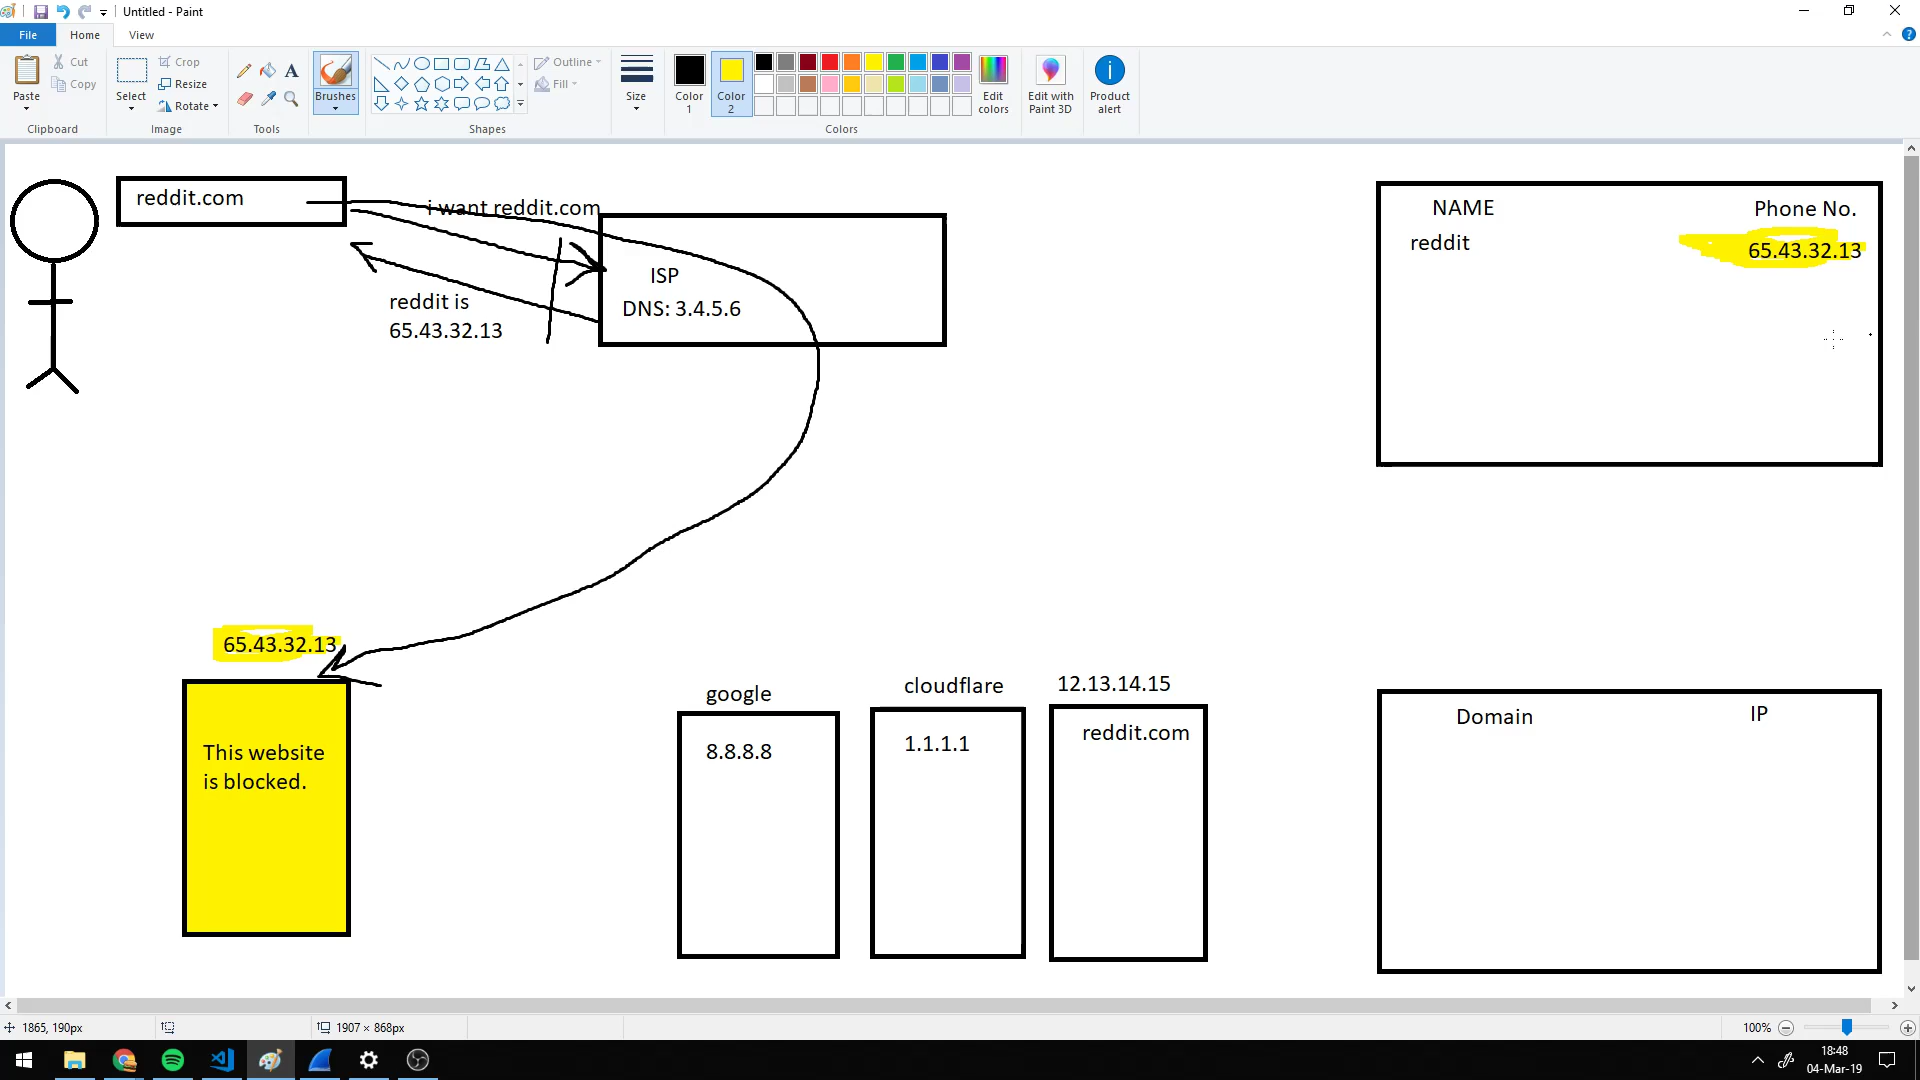 Untitled - Paint
File
Home
View
Paste
Cut
Copy
Clipboard
Select
Crop
Resize
Rotate
Image
A
Tools
Brushes
Outline
Fill
Shapes
Size
Color 1
Color 2
Edit colors
Colors
Edit with Paint 3D
Product alert
reddit.com
i want reddit.com
ISP
DNS: 3.4.5.6
reddit is
65.43.32.13
NAME
Phone No.
reddit
65.43.32.13
65.43.32.13
This website
is blocked.
google
8.8.8.8
cloudflare
1.1.1.1
12.13.14.15
reddit.com
Domain
IP
1865, 190px
1907 × 868px
100%
18:48
04-Mar-19